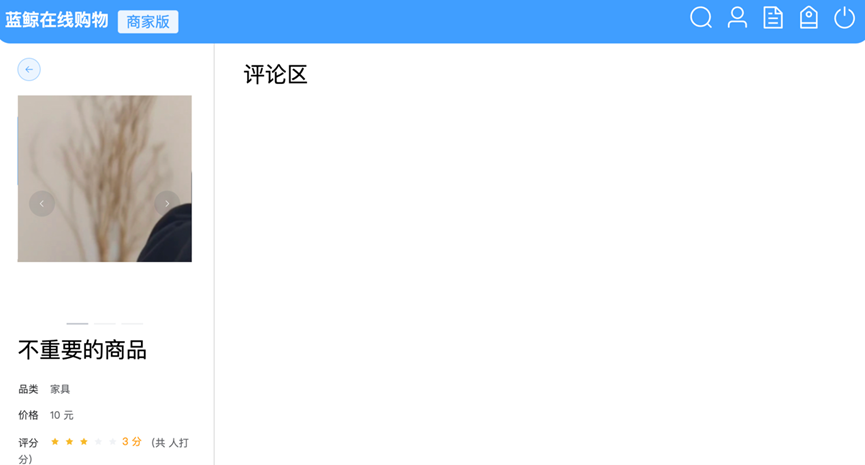 蓝鲸在线购物 商家版
评论区
不重要的商品
品类 家具
价格 10 元
评分 3 分 (共 人打
分)